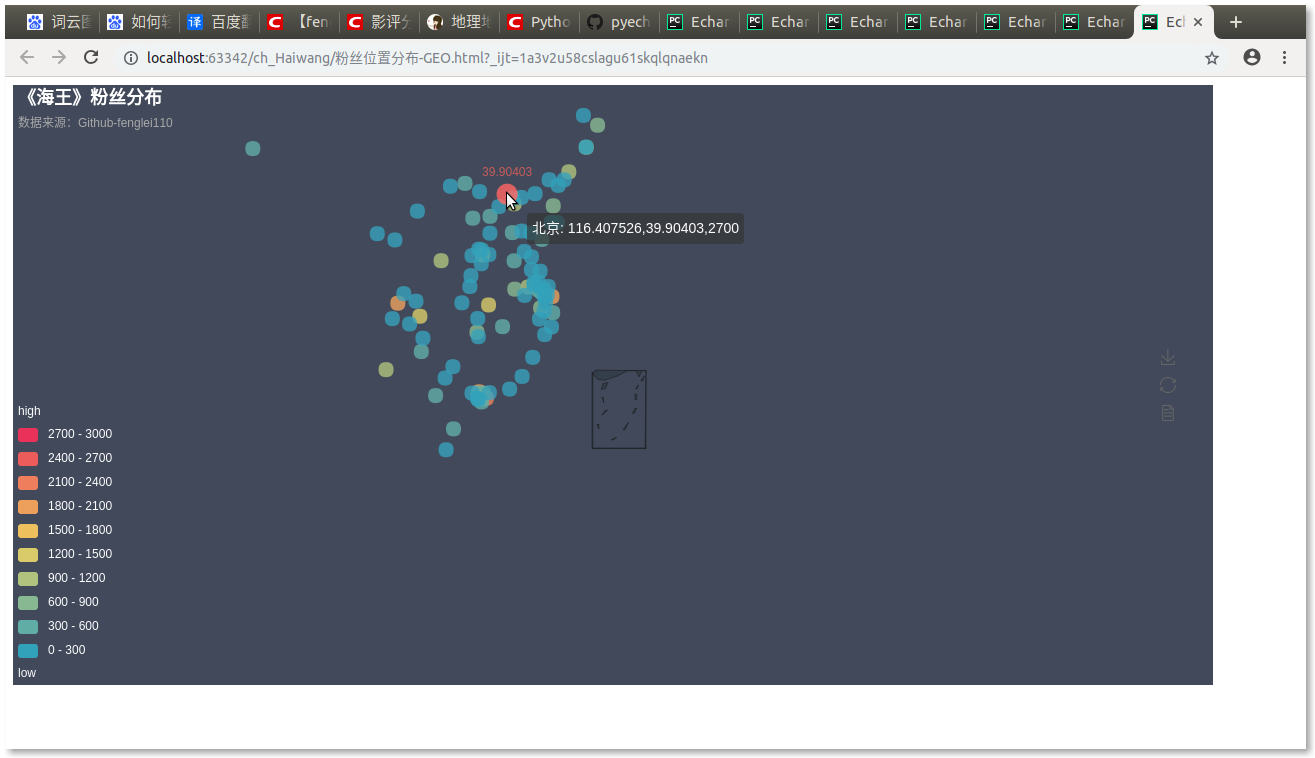 词云图 如何轻 百度翻 【fen 影评分 地理坐 Pytho pyech Echar Echar Echar Echar Echar Echar Ec
localhost:63342/ch_Haiwang/粉丝位置分布-GEO.html?_ijt=1a3v2u58cslagu61skqlqnaekn
《海王》粉丝分布
数据来源：Github-fenglei110
39.90403
北京: 116.407526,39.90403,2700
high
2700 - 3000
2400 - 2700
2100 - 2400
1800 - 2100
1500 - 1800
1200 - 1500
900 - 1200
600 - 900
300 - 600
0 - 300
low